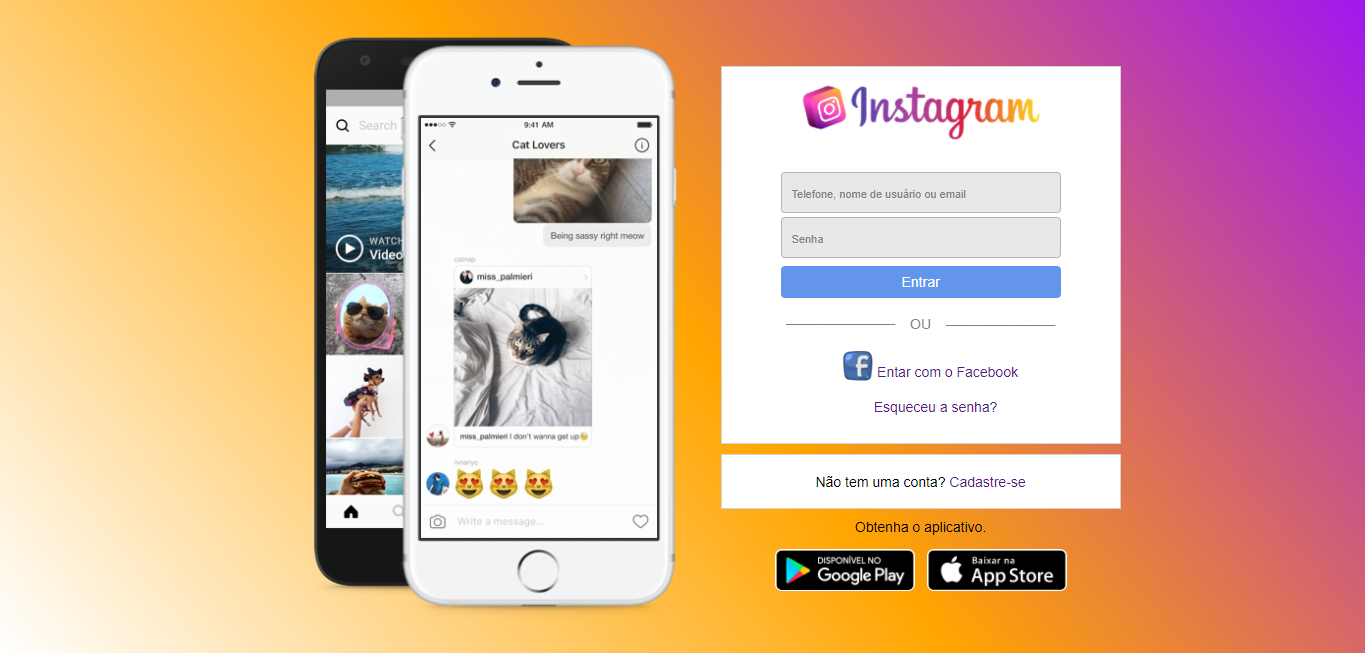 Search
WATCH
Video
9:41 AM
Cat Lovers
Being sassy right meow
catnap
miss_palmieri
miss_palmieri I don't wanna get up
ninanyc
Write a message...
Instagram
Telefone, nome de usuário ou email
Senha
Entrar
OU
Entar com o Facebook
Esqueceu a senha?
Não tem uma conta? Cadastre-se
Obtenha o aplicativo.
DISPONÍVEL NO
Google Play
Baixar na
App Store